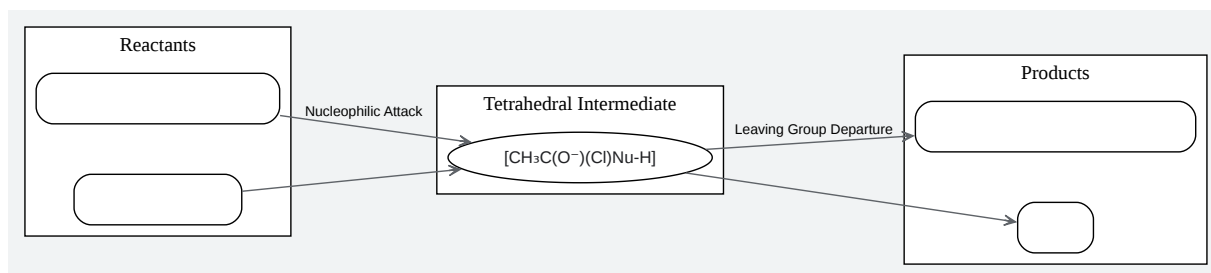 Reactants
Nucleophilic Attack
Tetrahedral Intermediate
[CH₃C(O⁻)(Cl)Nu-H]
Leaving Group Departure
Products